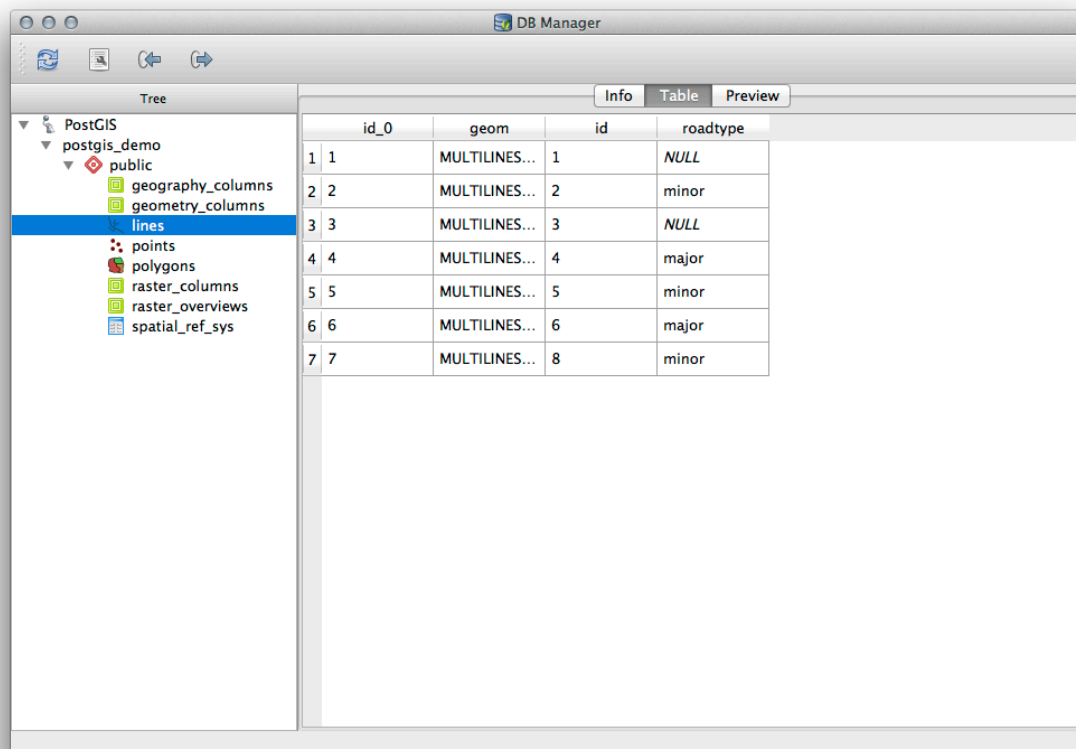 DB Manager
Tree
Info Table Preview
PostGIS
postgis_demo
public
geography_columns
geometry_columns
lines
points
polygons
raster_columns
raster_overviews
spatial_ref_sys
id_0 geom id roadtype
1 1 MULTILINES... 1 NULL
2 2 MULTILINES... 2 minor
3 3 MULTILINES... 3 NULL
4 4 MULTILINES... 4 major
5 5 MULTILINES... 5 minor
6 6 MULTILINES... 6 major
7 7 MULTILINES... 8 minor